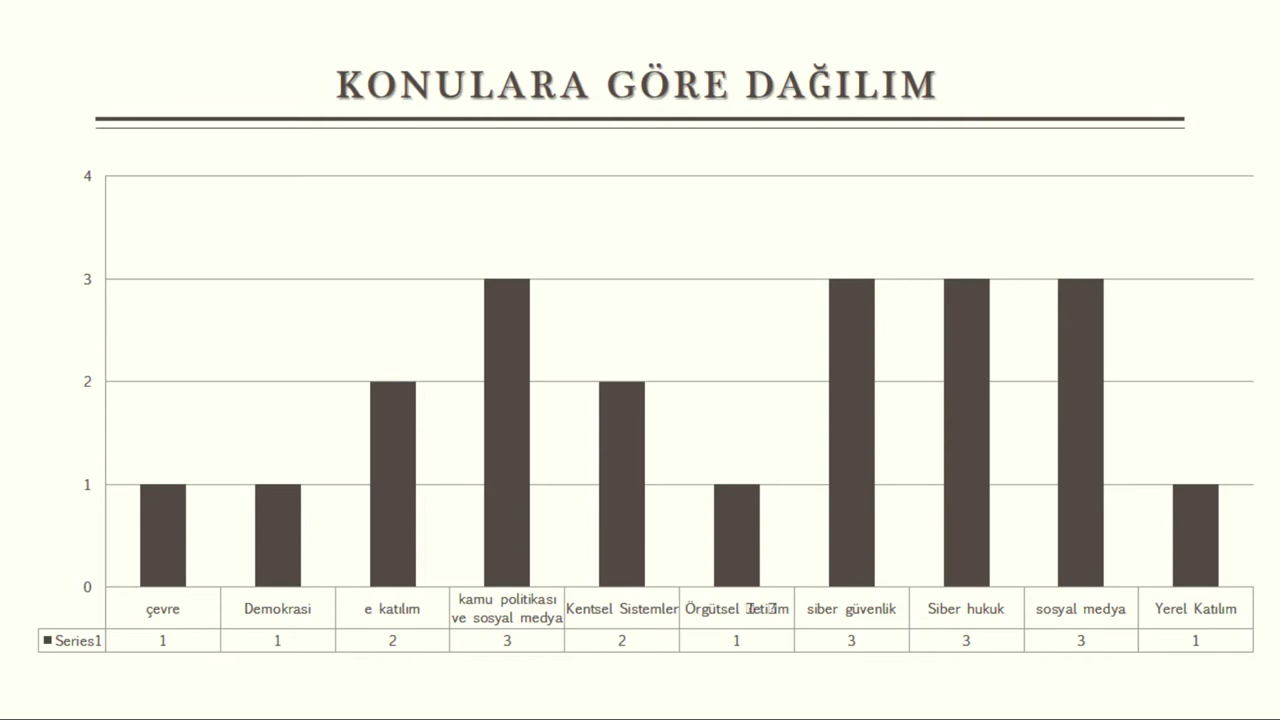 KONULARA GÖRE DAĞILIM
4
3
2
1
0
çevre
Demokrasi
e katılım
kamu politikası
ve sosyal medya
Kentsel Sistemler
Örgütsel
siber güvenlik
Siber hukuk
sosyal medya
Yerel Katılım
Series1 1 1 2 3 2 1 3 3 3 1